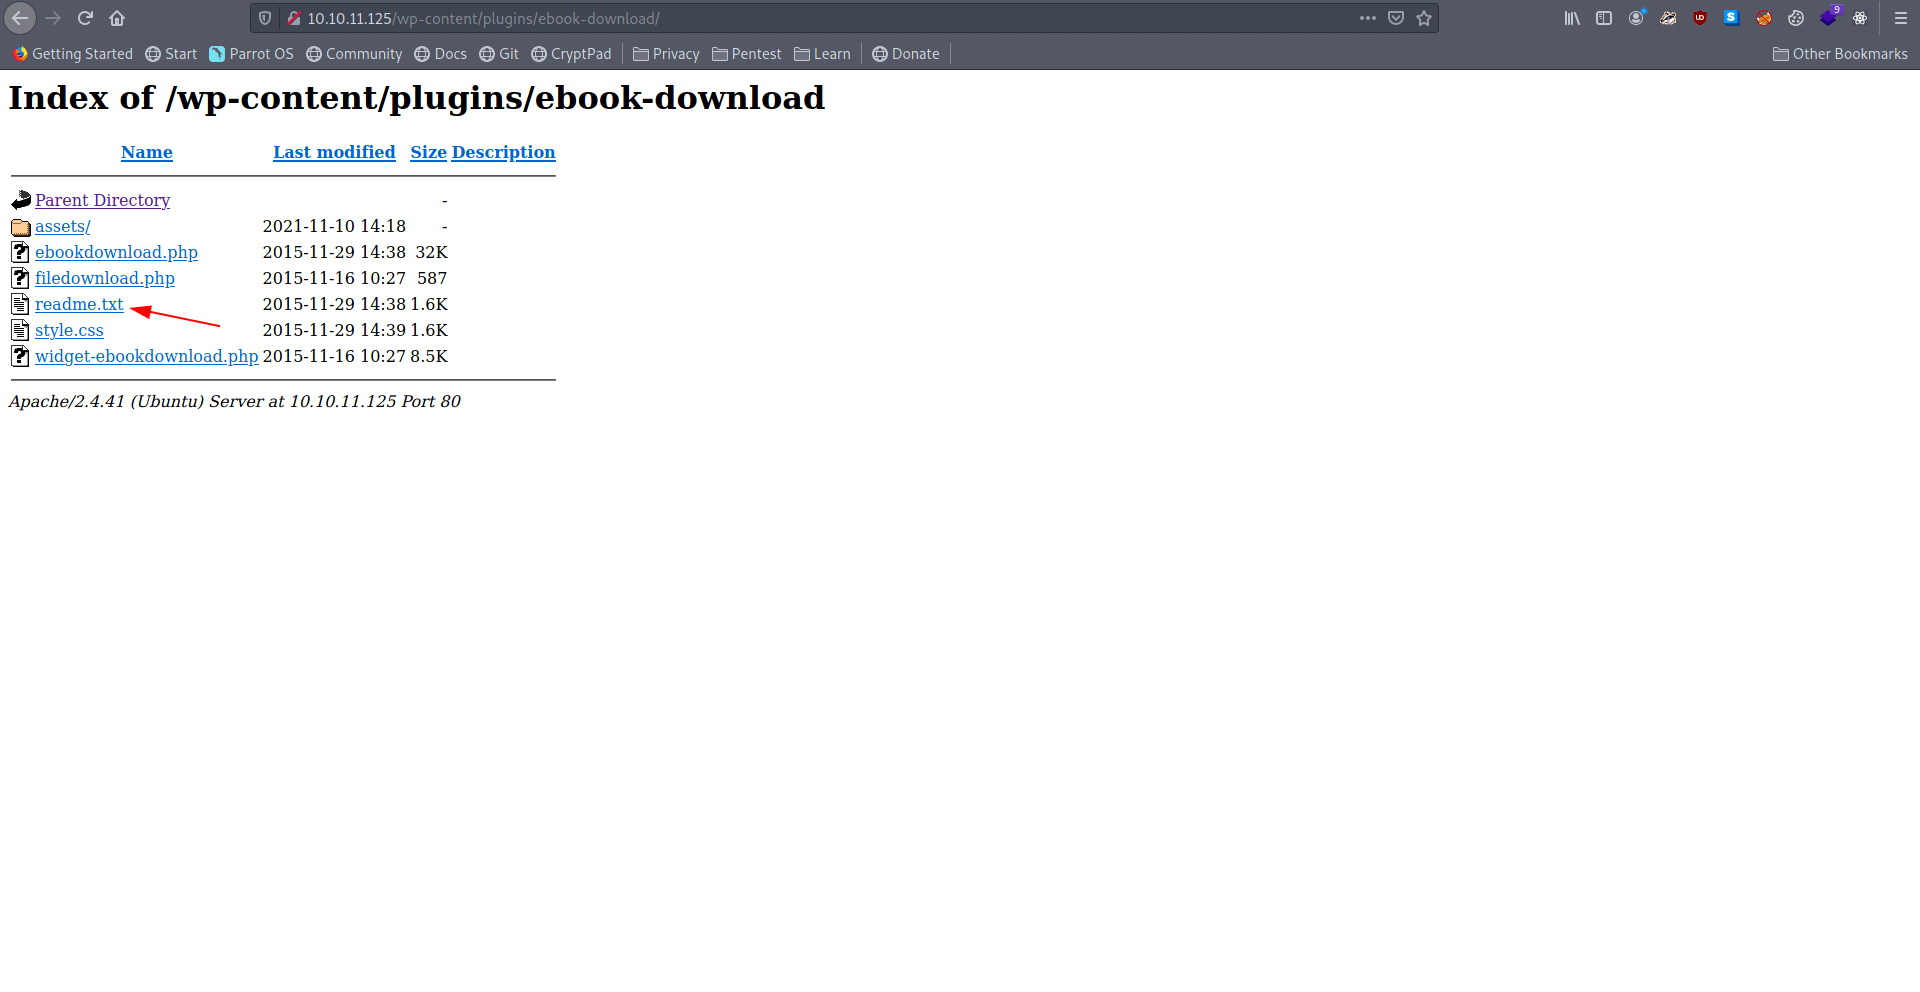 10.10.11.125/wp-content/plugins/ebook-download/
UD S 9
Getting Started Start Parrot OS Community Docs Git CryptPad Privacy Pentest Learn Donate Other Bookmarks
Index of /wp-content/plugins/ebook-download
Name Last modified Size Description
Parent Directory -
assets/ 2021-11-10 14:18 -
ebookdownload.php 2015-11-29 14:38 32K
filedownload.php 2015-11-16 10:27 587
readme.txt 2015-11-29 14:38 1.6K
style.css 2015-11-29 14:39 1.6K
widget-ebookdownload.php 2015-11-16 10:27 8.5K
Apache/2.4.41 (Ubuntu) Server at 10.10.11.125 Port 80